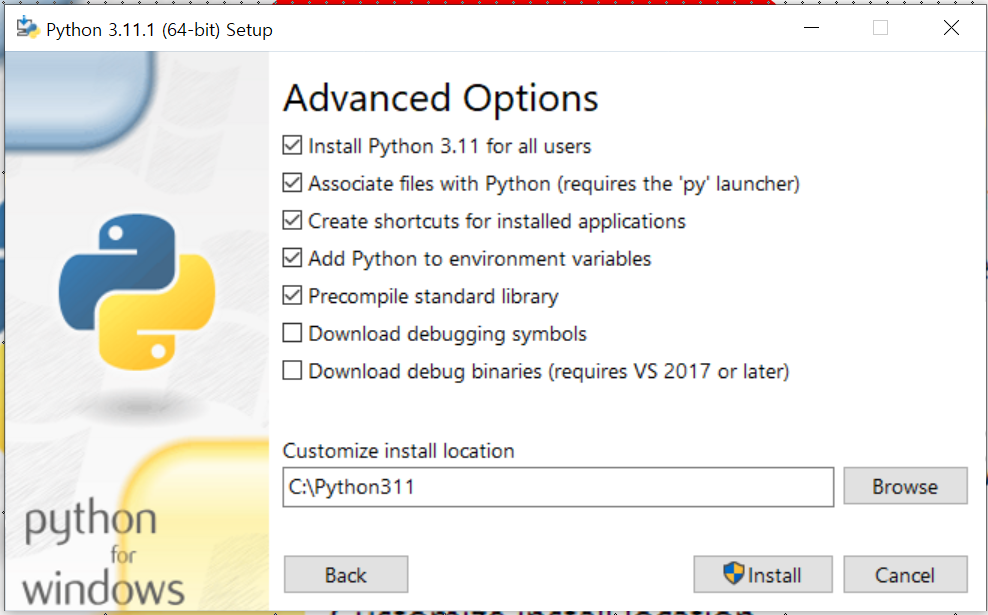 Python 3.11.1 (64-bit) Setup
Advanced Options
Install Python 3.11 for all users
Associate files with Python (requires the 'py' launcher)
Create shortcuts for installed applications
Add Python to environment variables
Precompile standard library
Download debugging symbols
Download debug binaries (requires VS 2017 or later)
Customize install location
C:\Python311
Browse
python
for
windows
Back
Install
Cancel